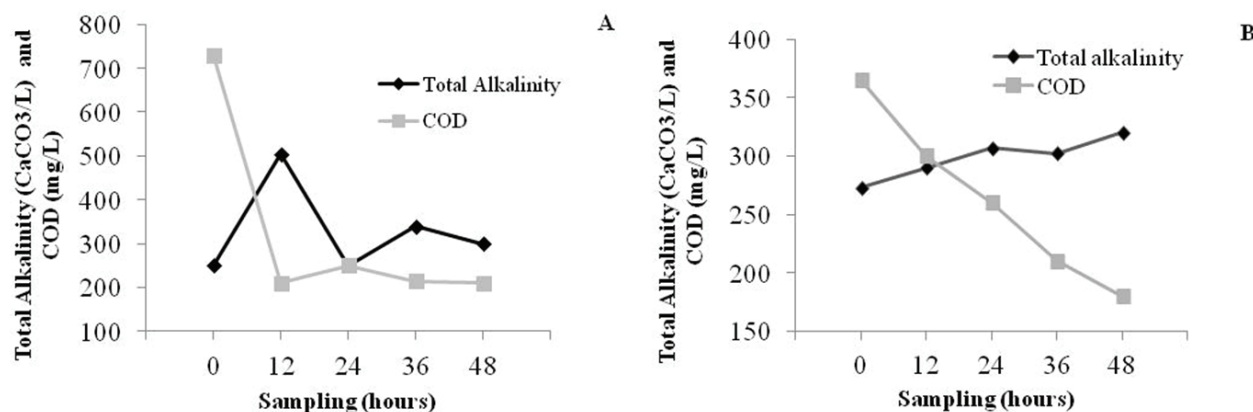 A
Total Alkalinity (CaCO3/L) and
COD (mg/L)
800
700
600
500
400
300
200
100
Total Alkalinity
COD
0 12 24 36 48
Sampling (hours)
B
Total Alkalinity (CaCO3/L) and
COD (mg/L)
400
350
300
250
200
150
Total alkalinity
COD
0 12 24 36 48
Sampling (hours)